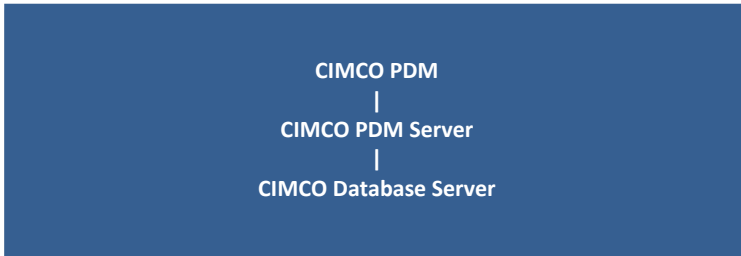 CIMCO PDM
|
CIMCO PDM Server
|
CIMCO Database Server